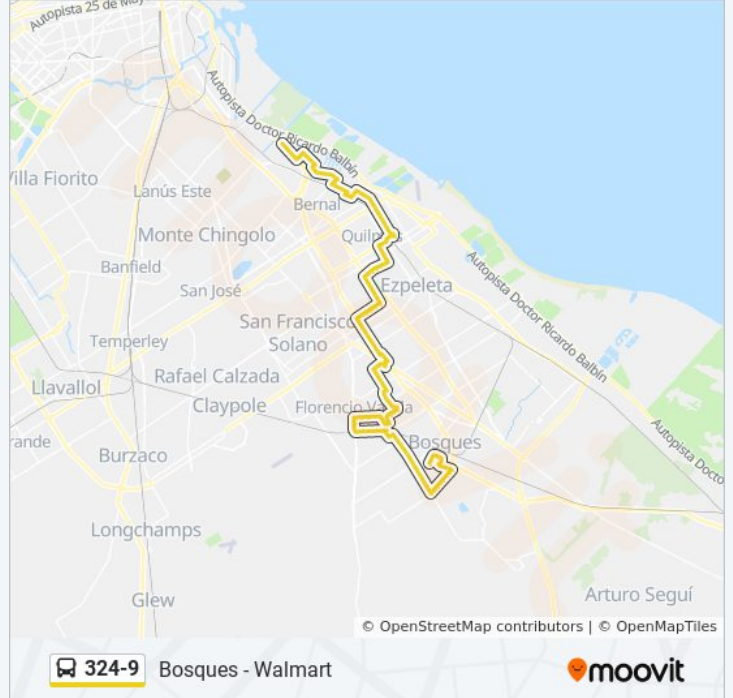 Autopista 25 de May
Autopista Doctor Ricardo Balbín
Villa Fiorito
Lanús Este
Bernal
Monte Chingolo
Quilmes
Banfield
Autopista Doctor Ricardo Balbín
San José
Ezpeleta
San Francisco
Solano
Temperley
Rafael Calzada
Llavallol
Claypole
Florencio Varela
rande
Bosques
Autopista Docto
Burzaco
Longchamps
Glew
Arturo Seguí
© OpenStreetMap contributors | © OpenMapTiles
324-9 Bosques - Walmart
moovit